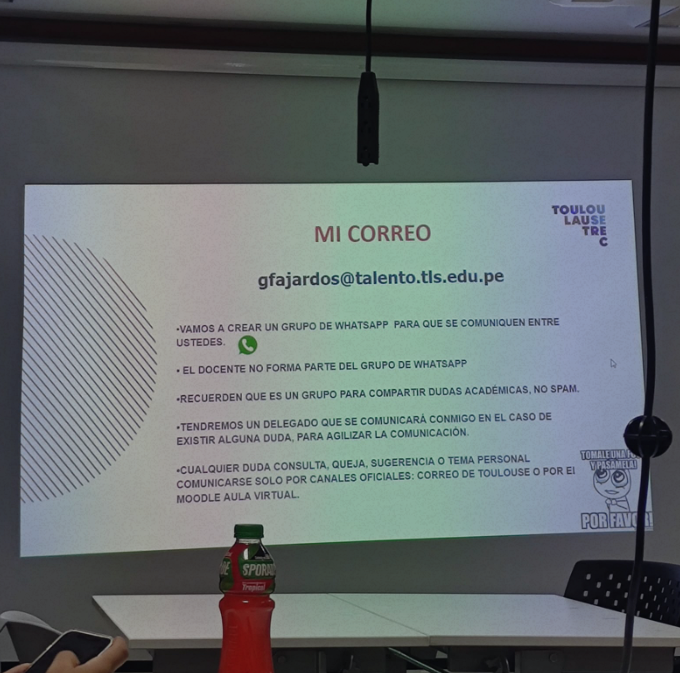 TOULOU
LAUSE
TRE
C
MI CORREO
gfajardos@talento.tls.edu.pe
•VAMOS A CREAR UN GRUPO DE WHATSAPP PARA QUE SE COMUNIQUEN ENTRE
USTEDES.
• EL DOCENTE NO FORMA PARTE DEL GRUPO DE WHATSAPP
•RECUERDEN QUE ES UN GRUPO PARA COMPARTIR DUDAS ACADÉMICAS, NO SPAM.
•TENDREMOS UN DELEGADO QUE SE COMUNICARÁ CONMIGO EN EL CASO DE
EXISTIR ALGUNA DUDA, PARA AGILIZAR LA COMUNICACIÓN.
•CUALQUIER DUDA CONSULTA, QUEJA, SUGERENCIA O TEMA PERSONAL
COMUNICARSE SOLO POR CANALES OFICIALES: CORREO DE TOULOUSE O POR El
MOODLE AULA VIRTUAL.
TOMALE UNA
Y PASAMELA!
POR FAVO
Tropical